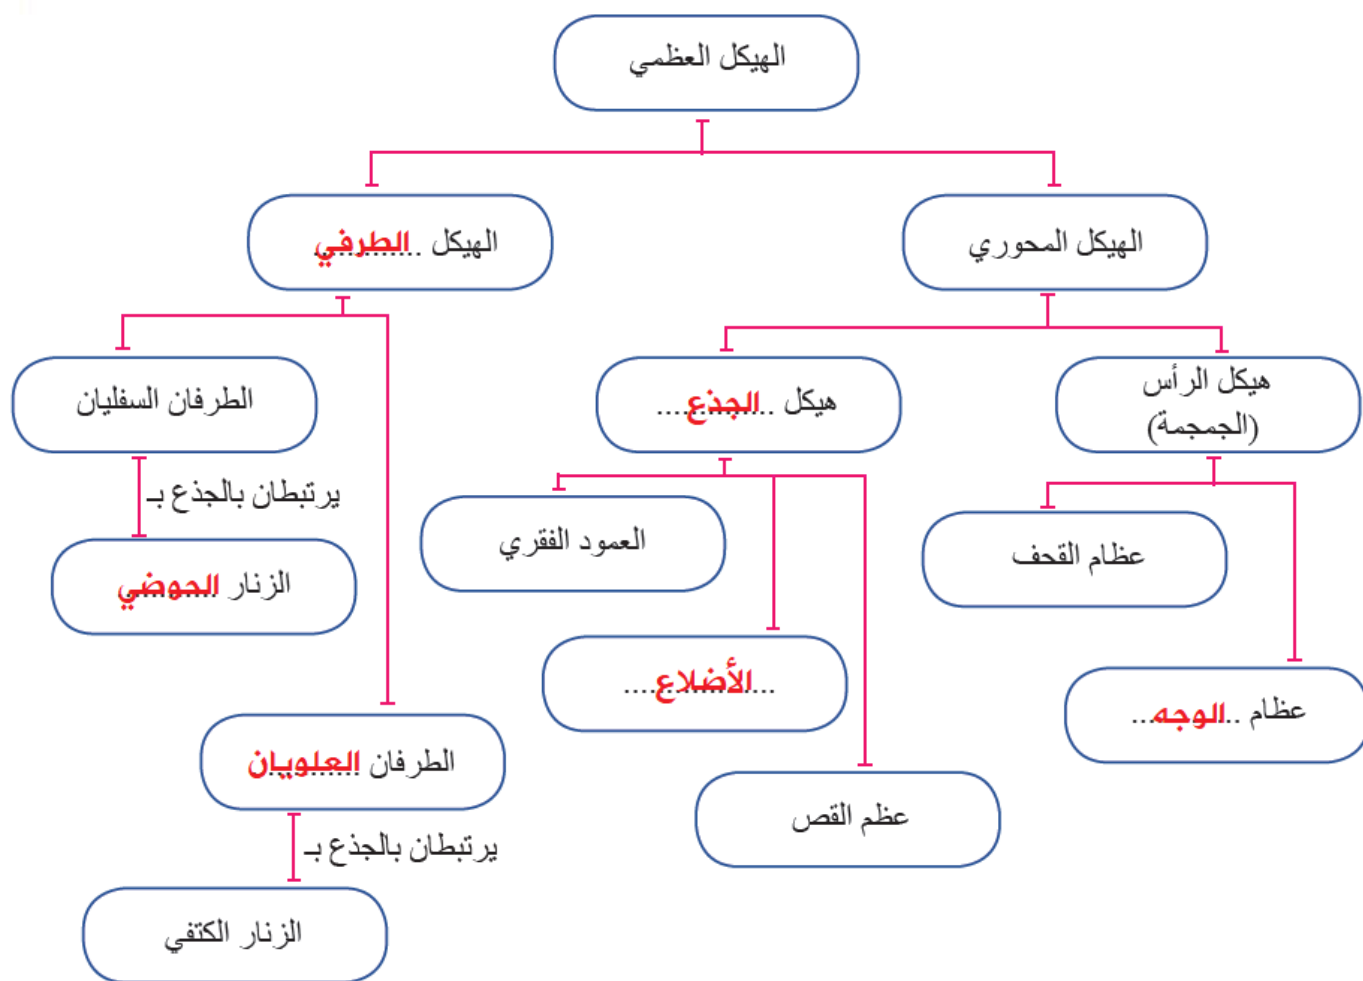 الهيكل العظمي
الهيكل المحوري
الهيكل ..الطرفي..
هيكل الرأس
(الجمجمة)
هيكل ..الجذع..
الطرفان السفليان
يرتبطان بالجذع بـ
العمود الفقري
عظام القحف
الزنار ..الحوضي..
..الأضلاع..
عظام ..الوجه..
الطرفان ..العلويان..
عظم القص
يرتبطان بالجذع بـ
الزنار الكتفي